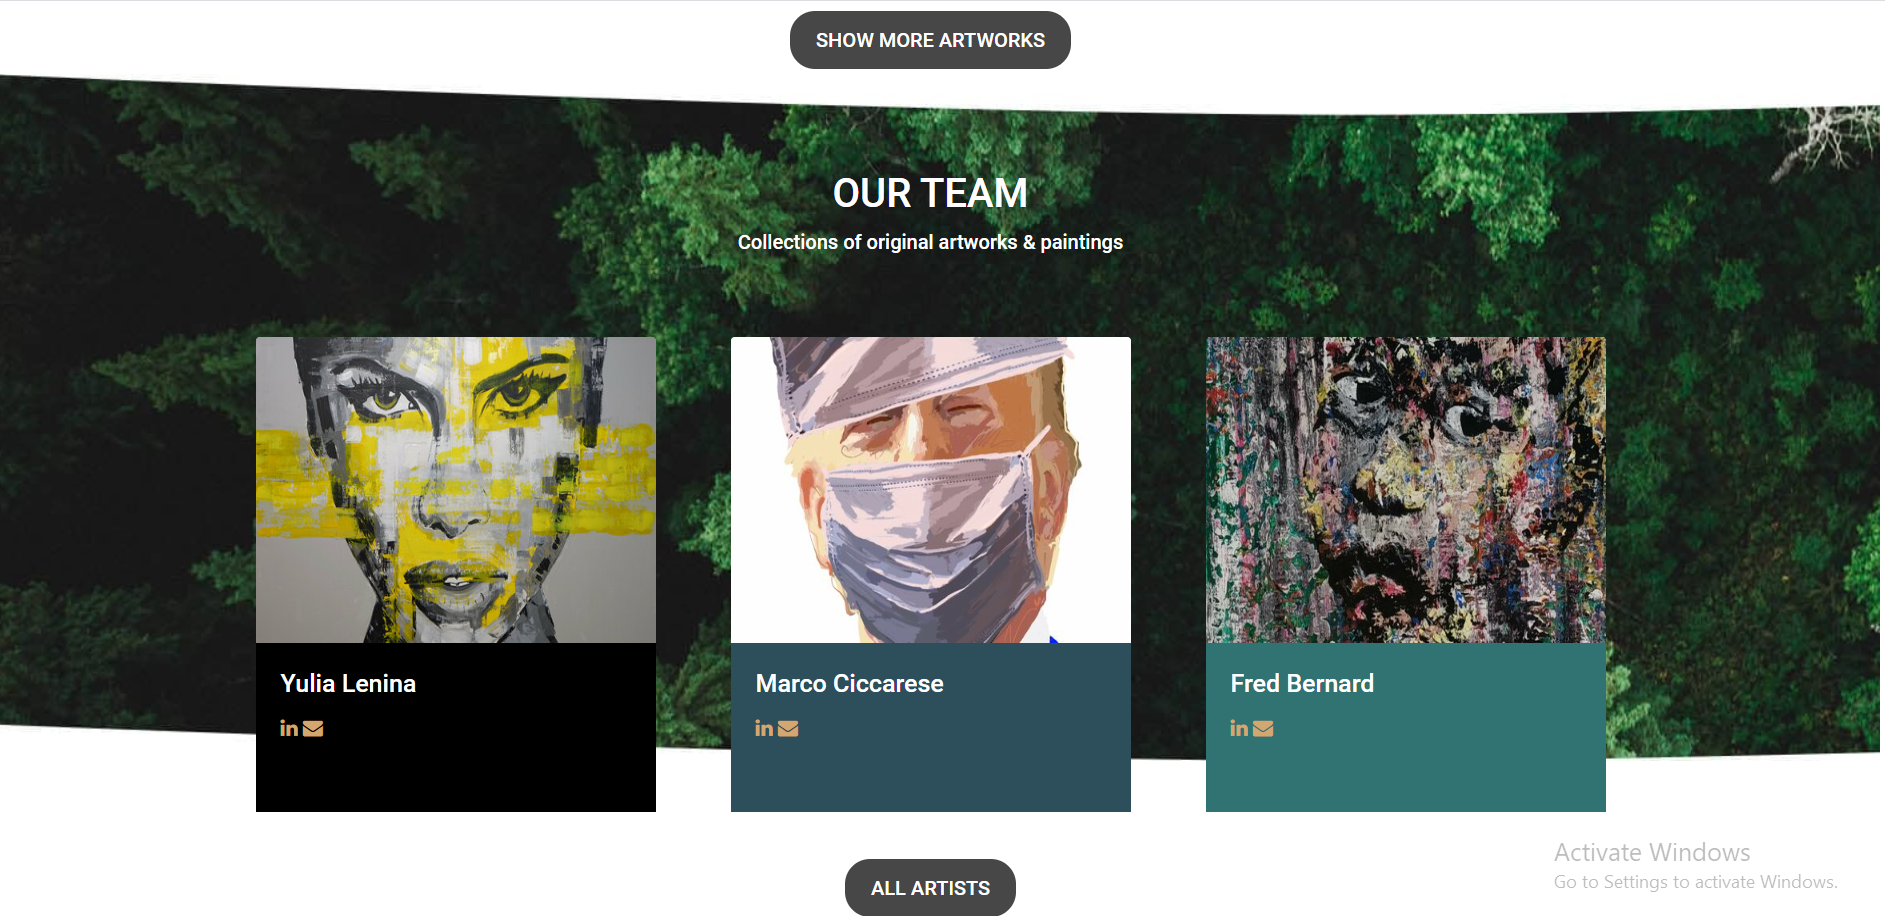 SHOW MORE ARTWORKS
OUR TEAM
Collections of original artworks & paintings
Yulia Lenina
in
Marco Ciccarese
in
Fred Bernard
in
ALL ARTISTS
Activate Windows
Go to Settings to activate Windows.